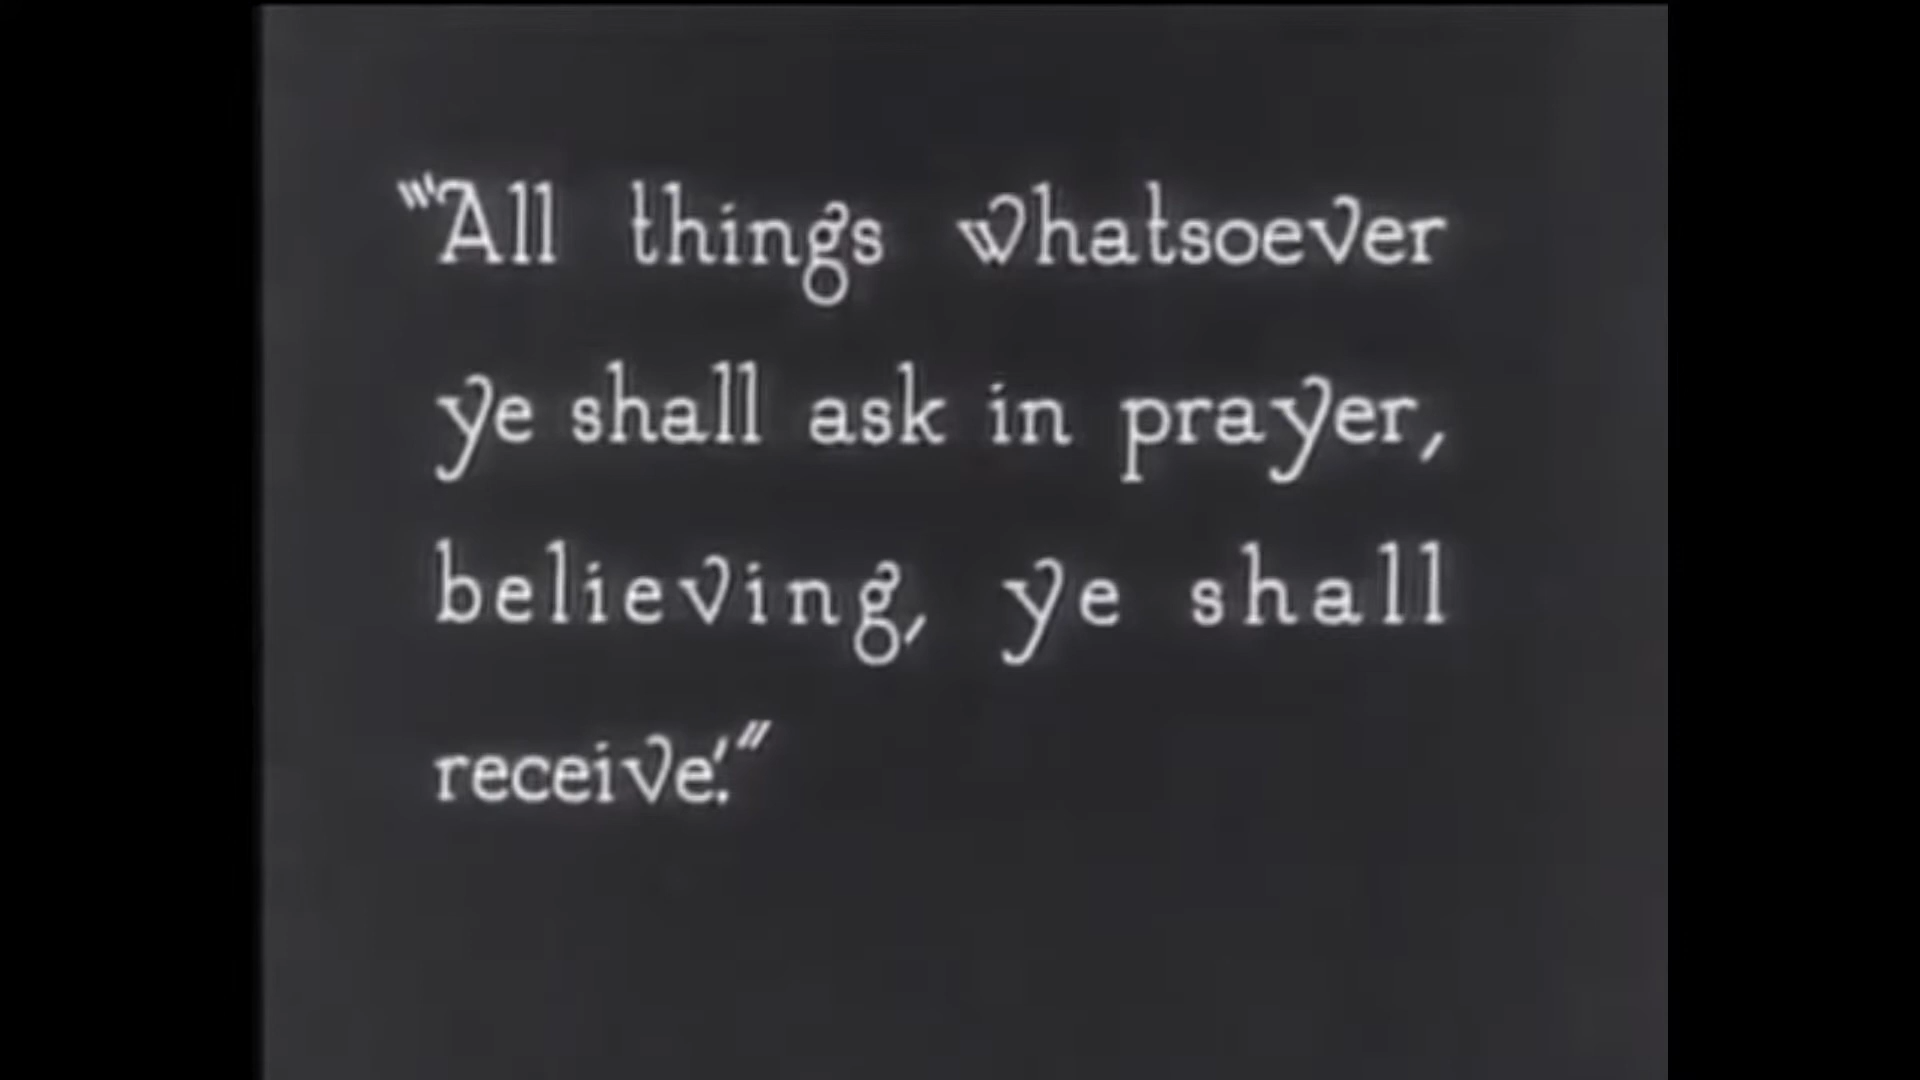 "'All things whatsoever
ye shall ask in prayer,
believing, ye shall
receive.'"